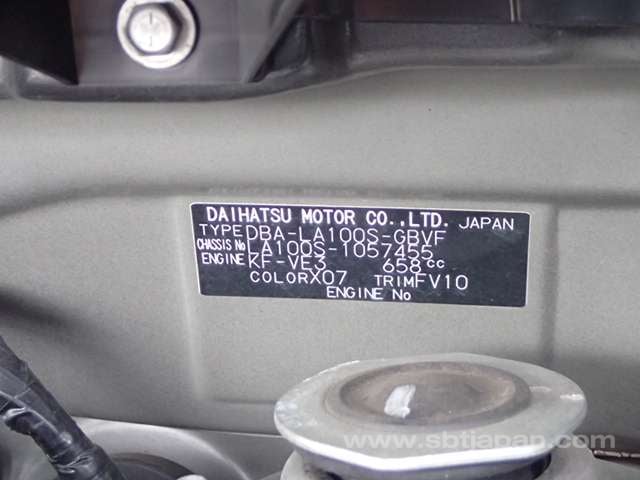 DAIHATSU MOTOR CO.,LTD. JAPAN
TYPE DBA-LA100S-GBVF
CHASSIS No LA100S-1057455
ENGINE KF-VE3 658cc
COLOR X07 TRIM FV10
ENGINE No
www.sbtjapan.com